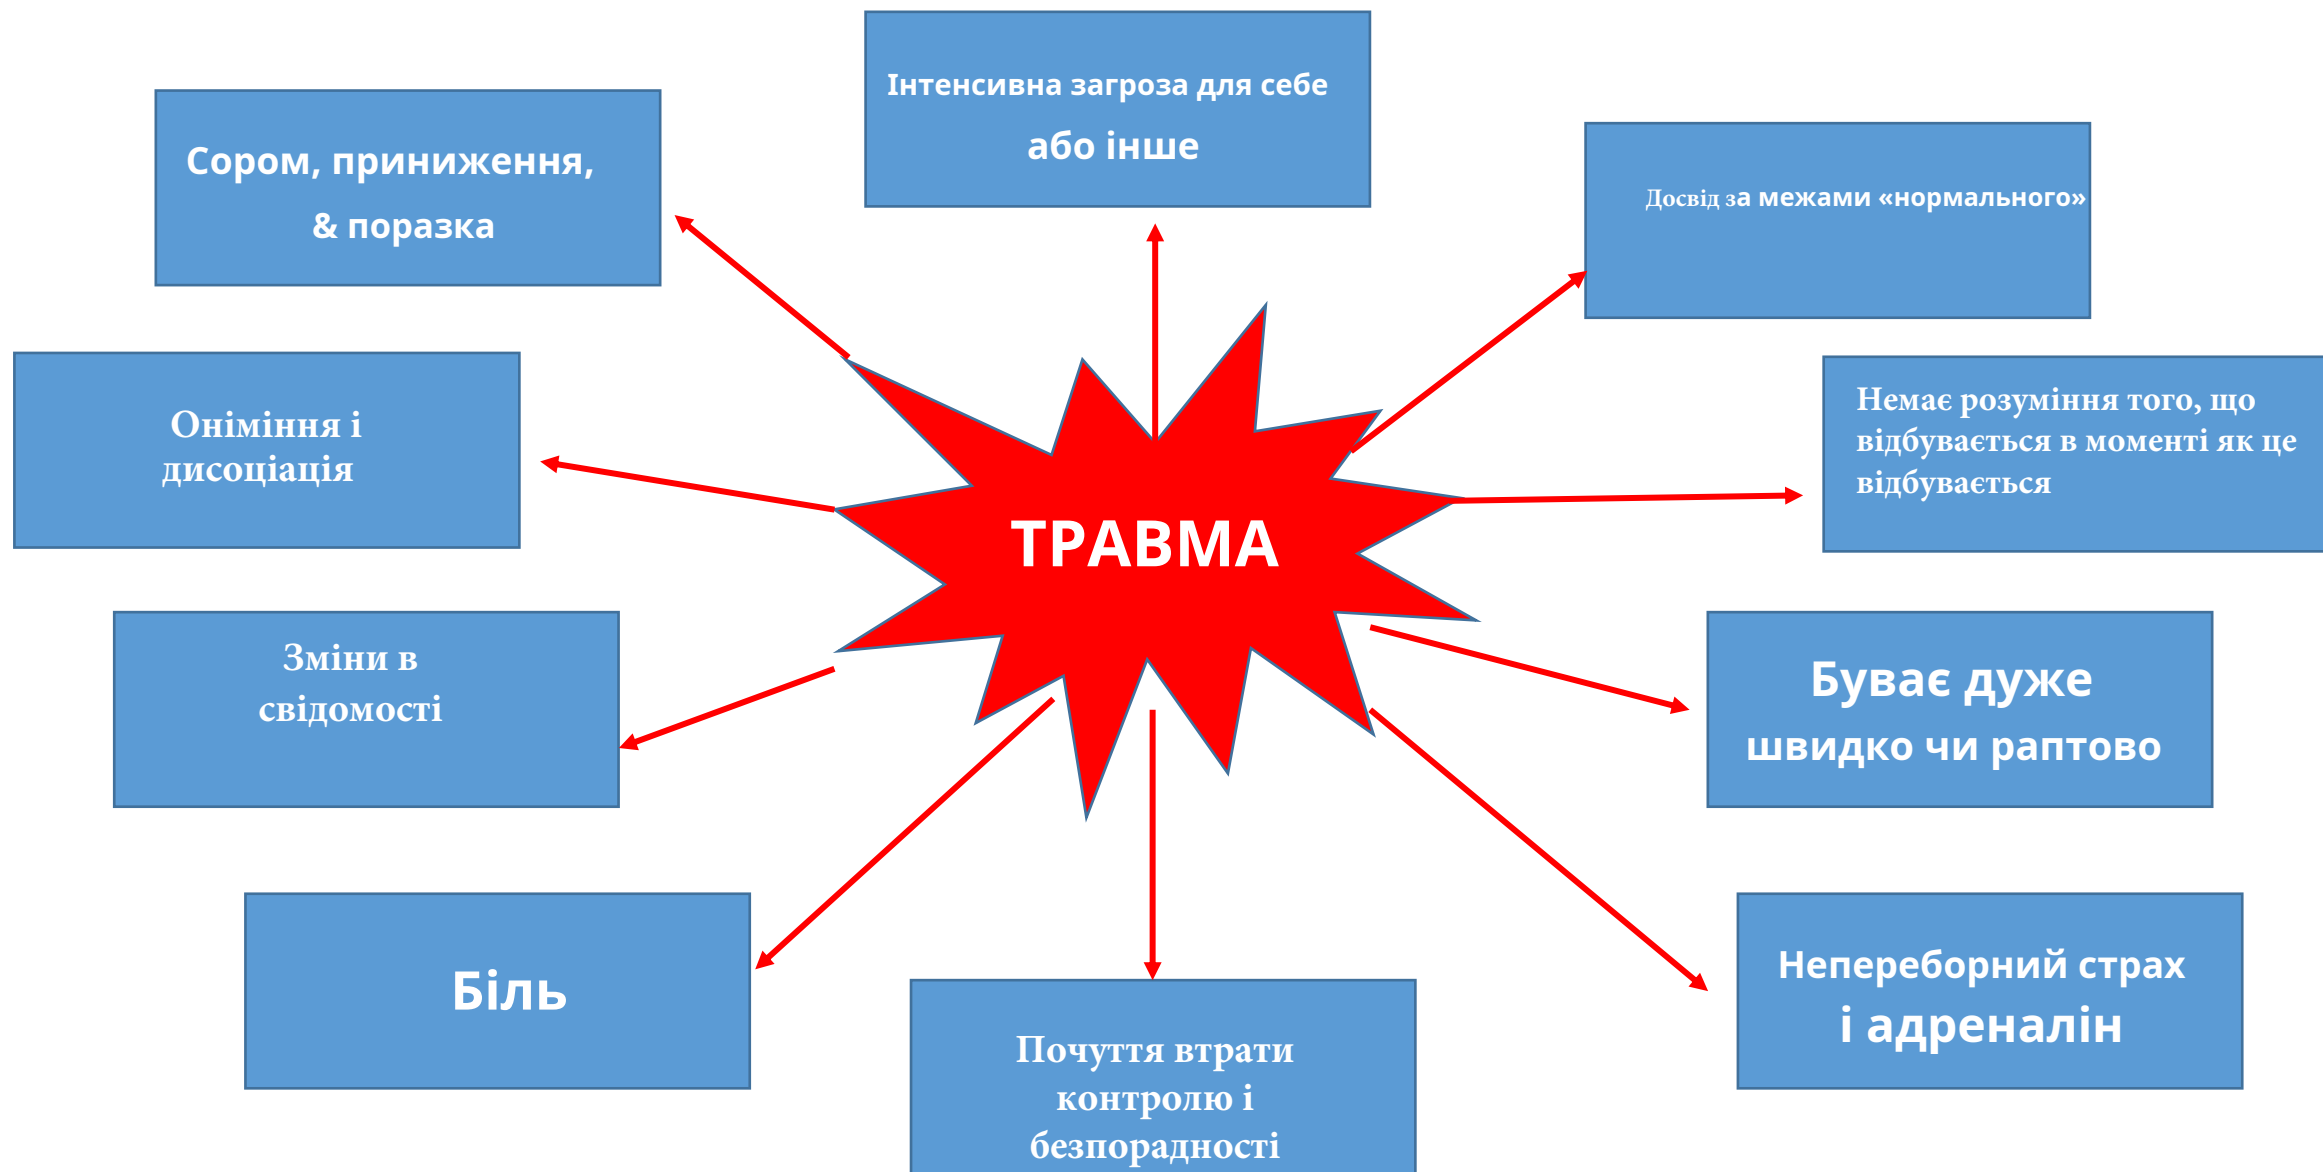 Інтенсивна загроза для себе
або інше
Сором, приниження,
& поразка
Досвід за межами «нормального»
Оніміння і
дисоціація
Немає розуміння того, що
відбувається в моменті як це
відбувається
ТРАВМА
Зміни в
свідомості
Буває дуже
швидко чи раптово
Біль
Непереборний страх
і адреналін
Почуття втрати
контролю і
безпорадності